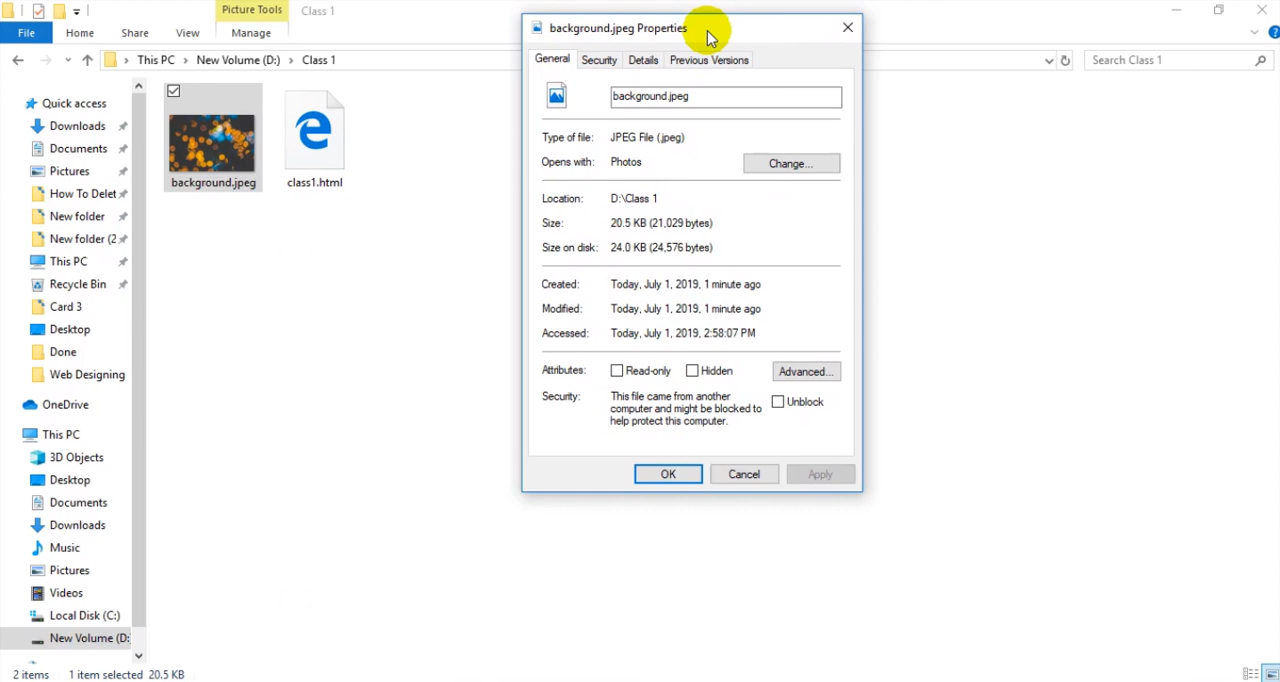 Picture Tools
Class 1
File
Home
Share
View
Manage
This PC
New Volume (D:)
Class 1
Search Class 1
Quick access
Downloads
Documents
Pictures
How To Delet
New folder
New folder (2
This PC
Recycle Bin
Card 3
Desktop
Done
Web Designing
OneDrive
This PC
3D Objects
Desktop
Documents
Downloads
Music
Pictures
Videos
Local Disk (C:)
New Volume (D:
background.jpeg
class1.html
background.jpeg Properties
General
Security
Details
Previous Versions
background.jpeg
Type of file: JPEG File (.jpeg)
Opens with: Photos
Change...
Location: D:\Class 1
Size: 20.5 KB (21,029 bytes)
Size on disk: 24.0 KB (24,576 bytes)
Created: Today, July 1, 2019, 1 minute ago
Modified: Today, July 1, 2019, 1 minute ago
Accessed: Today, July 1, 2019, 2:58:07 PM
Attributes: Read-only Hidden Advanced...
Security: This file came from another
computer and might be blocked to
help protect this computer.
Unblock
OK
Cancel
Apply
2 items
1 item selected 20.5 KB